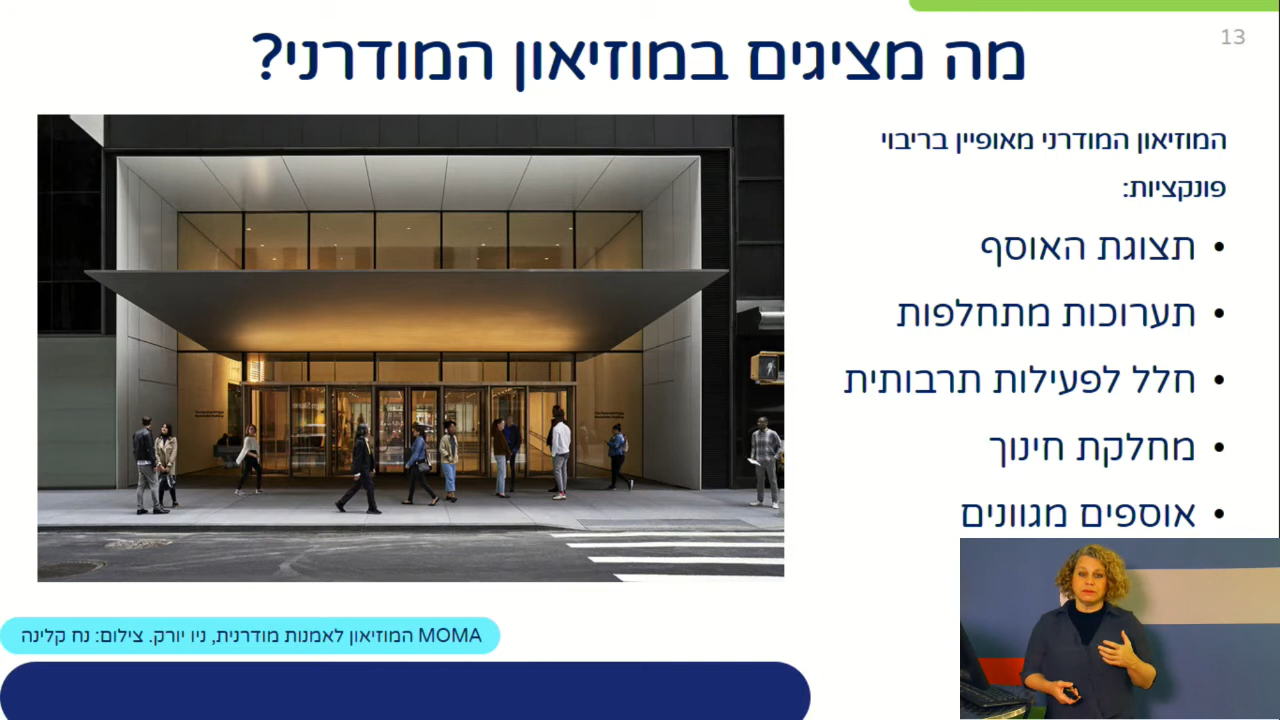 13
מה מציגים במוזיאון המודרני?
המוזיאון המודרני מאופיין בריבוי
פונקציות:
• תצוגת האוסף
• תערוכות מתחלפות
• חלל לפעילות תרבותית
• מחלקת חינוך
• אוספים מגוונים
MOMA המוזיאון לאמנות מודרנית, ניו יורק. צילום: נח קלינה